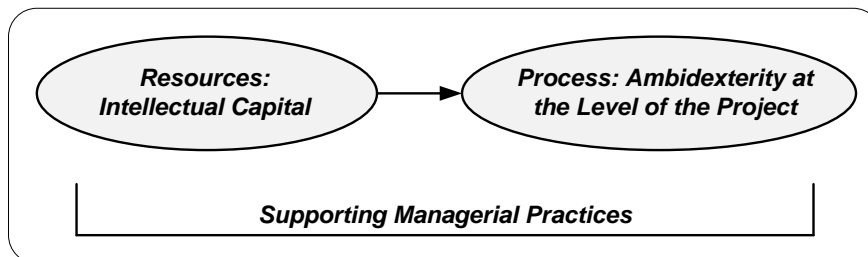 Resources:
Intellectual Capital
Process: Ambidexterity at
the Level of the Project
Supporting Managerial Practices